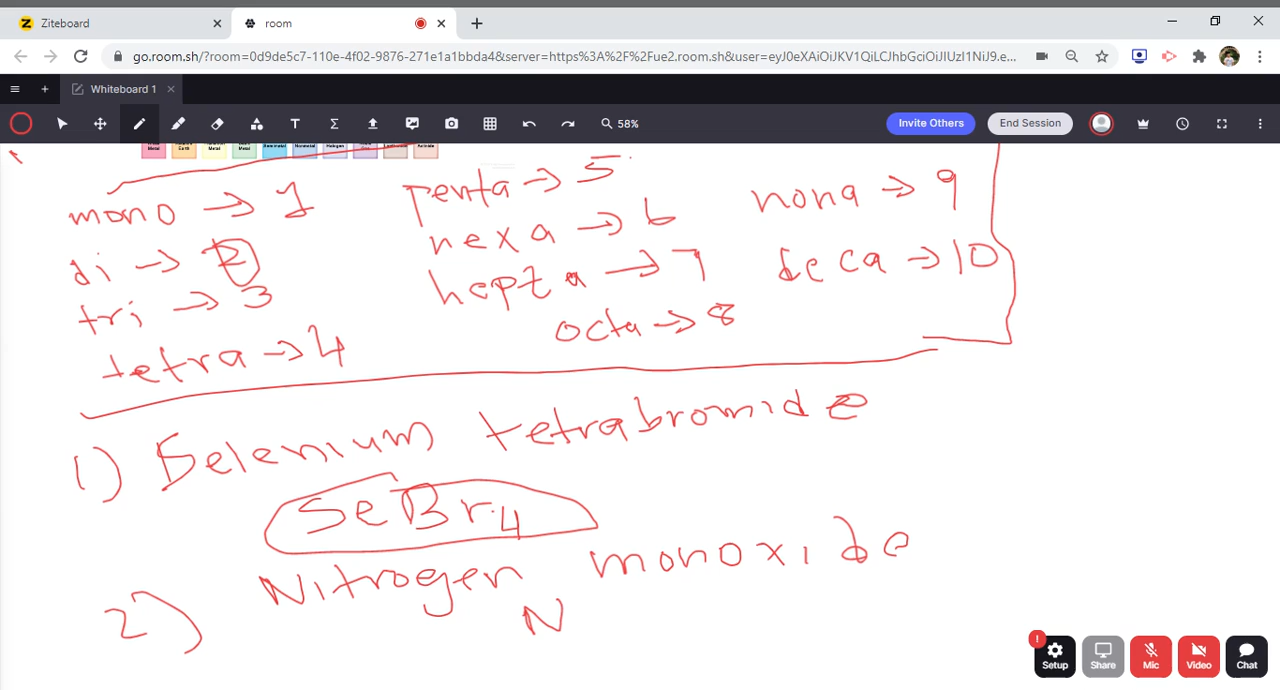 Ziteboard
room
go.room.sh/?room=0d9de5c7-110e-4f02-9876-271e1a1bbda4&server=https%3A%2F%2Fue2.room.sh&user=eyJ0eXAiOiJKV1QiLCJhbGciOiJIUzI1NiJ9.e...
Whiteboard 1
58%
Invite Others
End Session
mono → 1 penta → 5 nona → 9
di → 2 hexa → 6 deca → 10
tri → 3 hepta → 7
tetra → 4 octa → 8
1) Selenium tetrabromide
SeBr4
2) Nitrogen monoxide
N
Setup Share Mic Video Chat